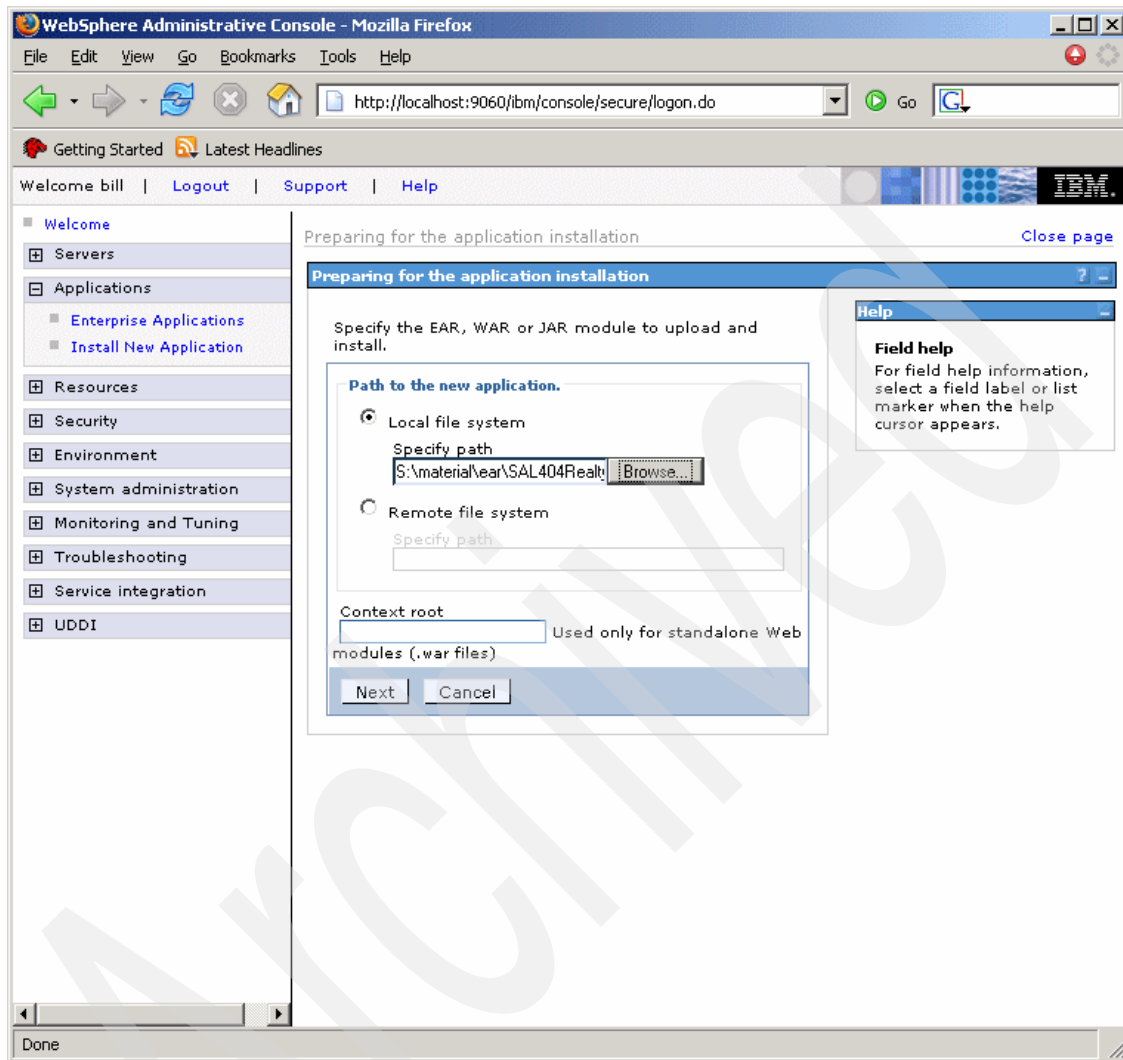 WebSphere Administrative Console - Mozilla Firefox
File Edit View Go Bookmarks Tools Help
http://localhost:9060/ibm/console/secure/logon.do
Go
G
Getting Started Latest Headlines
Welcome bill | Logout | Support | Help
IBM.
Welcome
Servers
Applications
Enterprise Applications
Install New Application
Resources
Security
Environment
System administration
Monitoring and Tuning
Troubleshooting
Service integration
UDDI
Preparing for the application installation
Close page
Preparing for the application installation
? -
Specify the EAR, WAR or JAR module to upload and
install.
Path to the new application.
Local file system
Specify path
S:\material\ear\SAL404Realty
Browse...
Remote file system
Specify path
Context root
Used only for standalone Web
modules (.war files)
Next Cancel
Help
-
Field help
For field help information,
select a field label or list
marker when the help
cursor appears.
Done
Archived